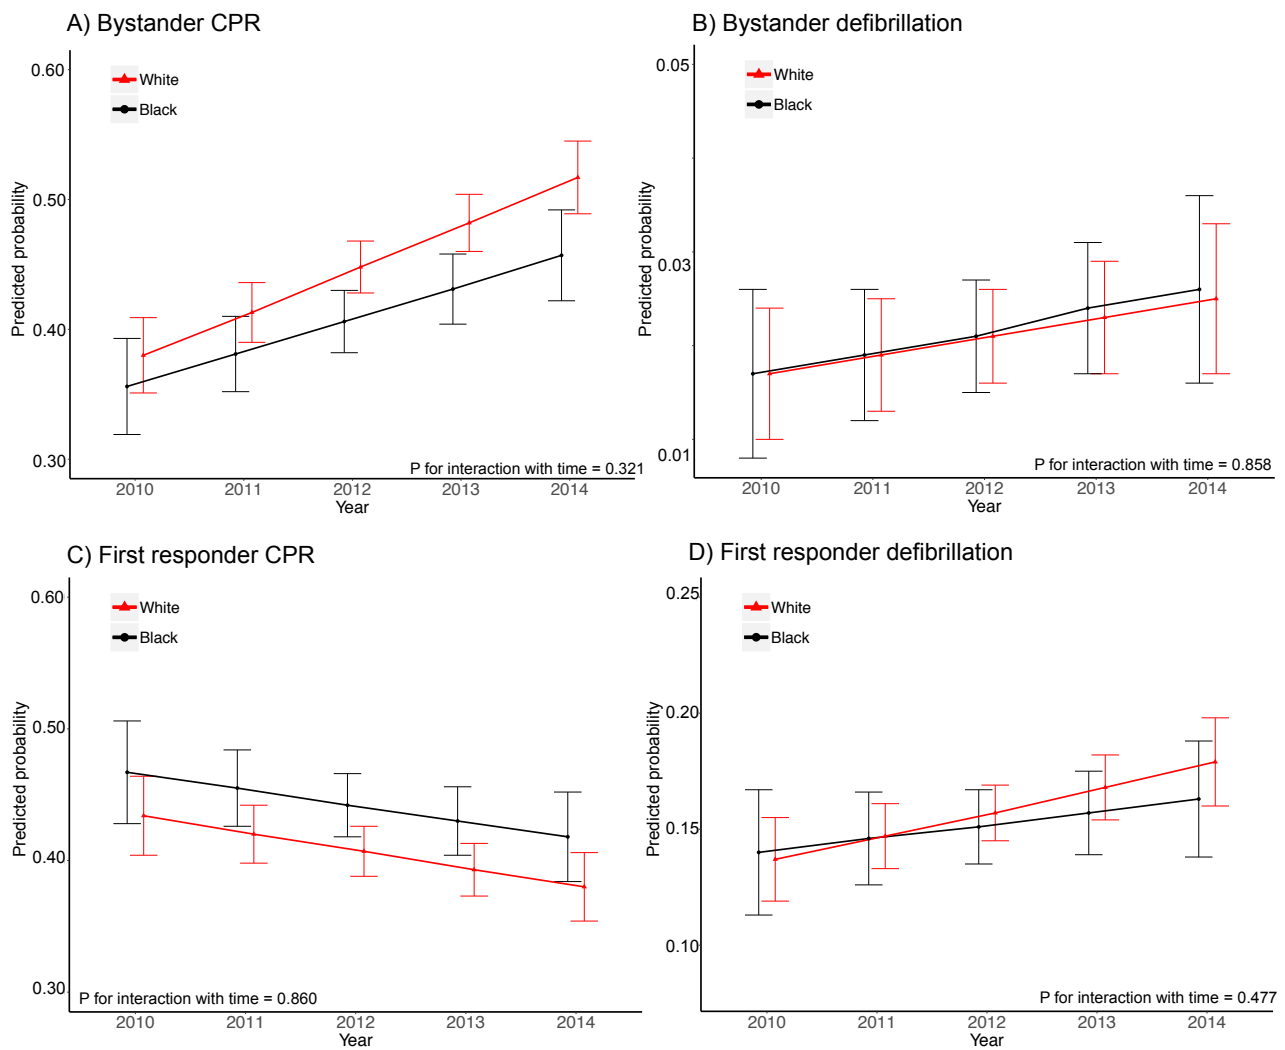 A) Bystander CPR
0.60
0.50
0.40
0.30
Predicted probability
White
Black
P for interaction with time = 0.321
2010 2011 2012 2013 2014
Year
B) Bystander defibrillation
0.05
0.03
0.01
Predicted probability
White
Black
P for interaction with time = 0.858
2010 2011 2012 2013 2014
Year
C) First responder CPR
0.60
0.50
0.40
0.30
Predicted probability
White
Black
P for interaction with time = 0.860
2010 2011 2012 2013 2014
Year
D) First responder defibrillation
0.25
0.20
0.15
0.10
Predicted probability
White
Black
P for interaction with time = 0.477
2010 2011 2012 2013 2014
Year